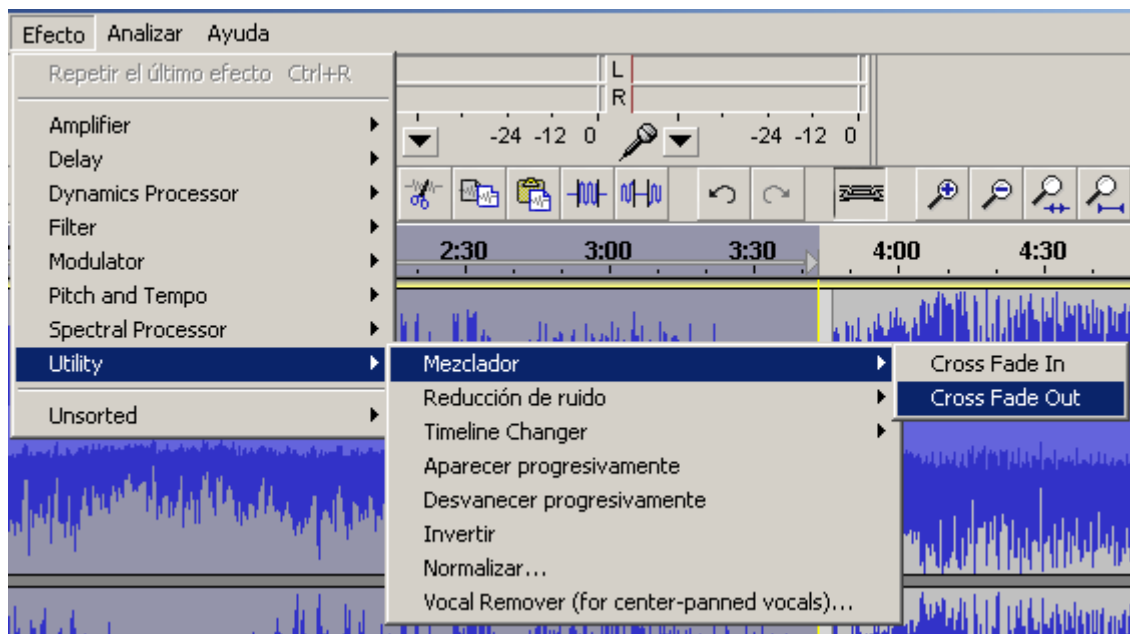 Efecto Analizar Ayuda
Repetir el último efecto Ctrl+R
Amplifier
Delay
Dynamics Processor
Filter
Modulator
Pitch and Tempo
Spectral Processor
Utility
Unsorted
L
R
-24 -12 0 -24 -12 0
2:30 3:00 3:30 4:00 4:30
Mezclador
Reducción de ruido
Timeline Changer
Aparecer progresivamente
Desvanecer progresivamente
Invertir
Normalizar...
Vocal Remover (for center-panned vocals)...
Cross Fade In
Cross Fade Out